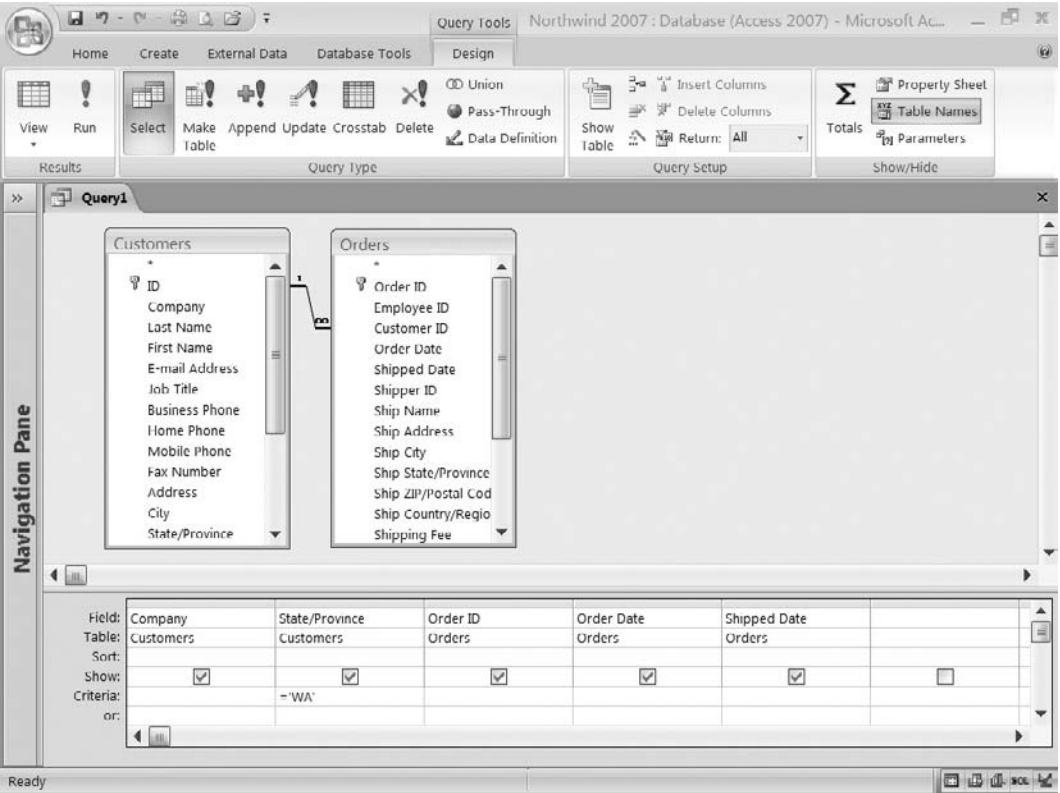 Query Tools
Northwind 2007 : Database (Access 2007) - Microsoft Ac...
Home
Create
External Data
Database Tools
Design
View
Run
Results
Select
Make Table
Append
Update
Crosstab
Delete
Union
Pass-Through
Data Definition
Query Type
Show Table
Insert Columns
Delete Columns
Return: All
Query Setup
Totals
Property Sheet
Table Names
Parameters
Show/Hide
Query1
Navigation Pane
Customers
*
ID
Company
Last Name
First Name
E-mail Address
Job Title
Business Phone
Home Phone
Mobile Phone
Fax Number
Address
City
State/Province
1
∞
Orders
*
Order ID
Employee ID
Customer ID
Order Date
Shipped Date
Shipper ID
Ship Name
Ship Address
Ship City
Ship State/Province
Ship ZIP/Postal Cod
Ship Country/Regio
Shipping Fee
Field: Company State/Province Order ID Order Date Shipped Date
Table: Customers Customers Orders Orders Orders
Sort:
Show:
Criteria: ='WA'
or:
Ready
SQL